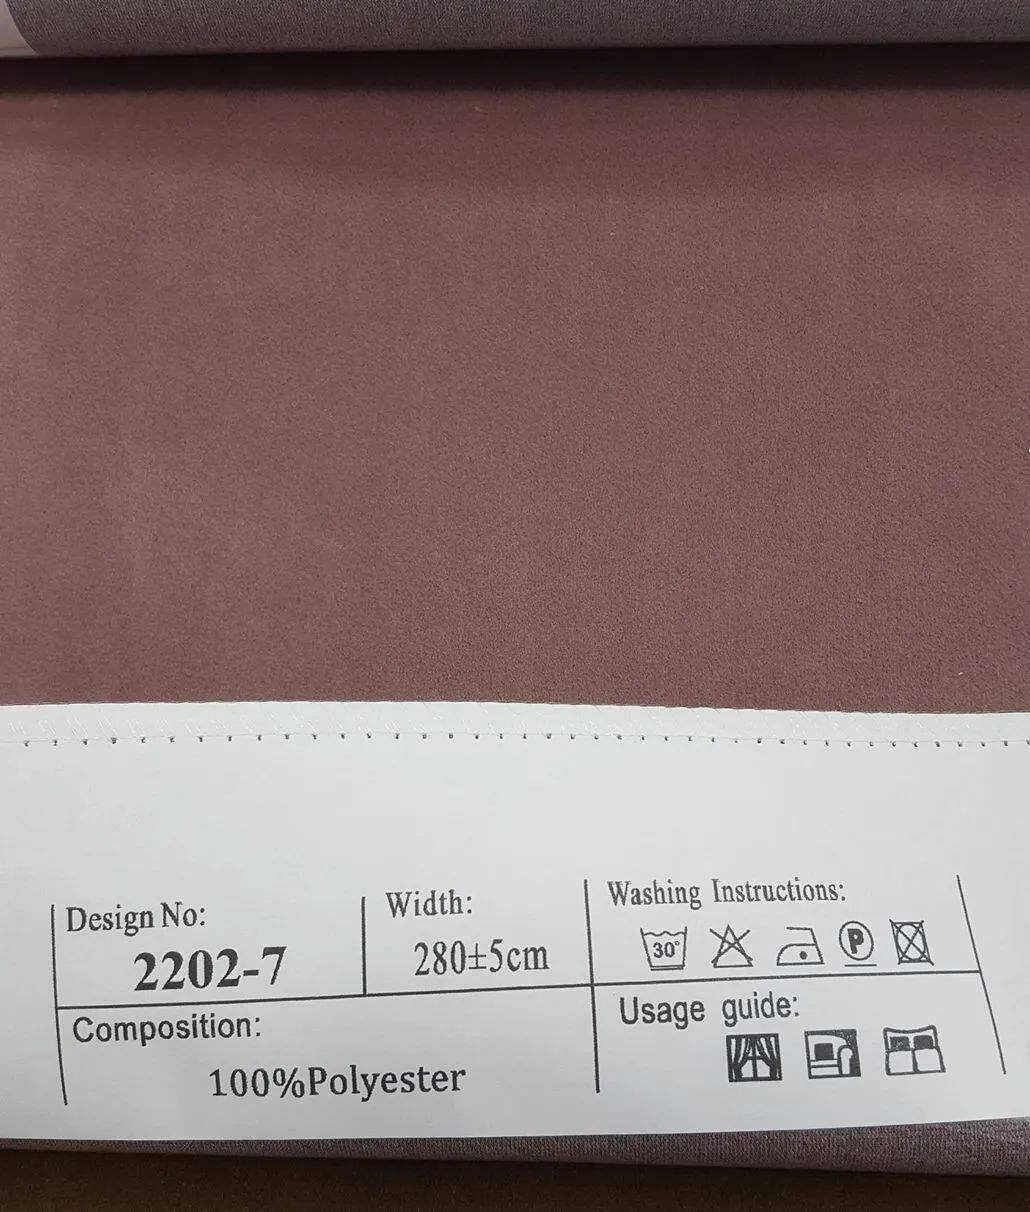 Design No:
2202-7
Width:
280±5cm
Washing Instructions:
30°
P
Composition:
100%Polyester
Usage guide: